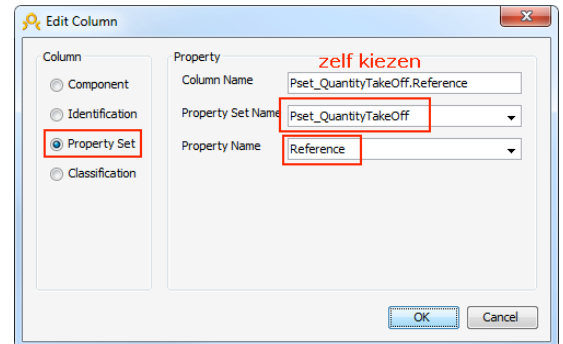 Edit Column
Column
Component
Identification
Property Set
Classification
Property
zelf kiezen
Column Name
Pset_QuantityTakeOff.Reference
Property Set Name
Pset_QuantityTakeOff
Property Name
Reference
OK
Cancel